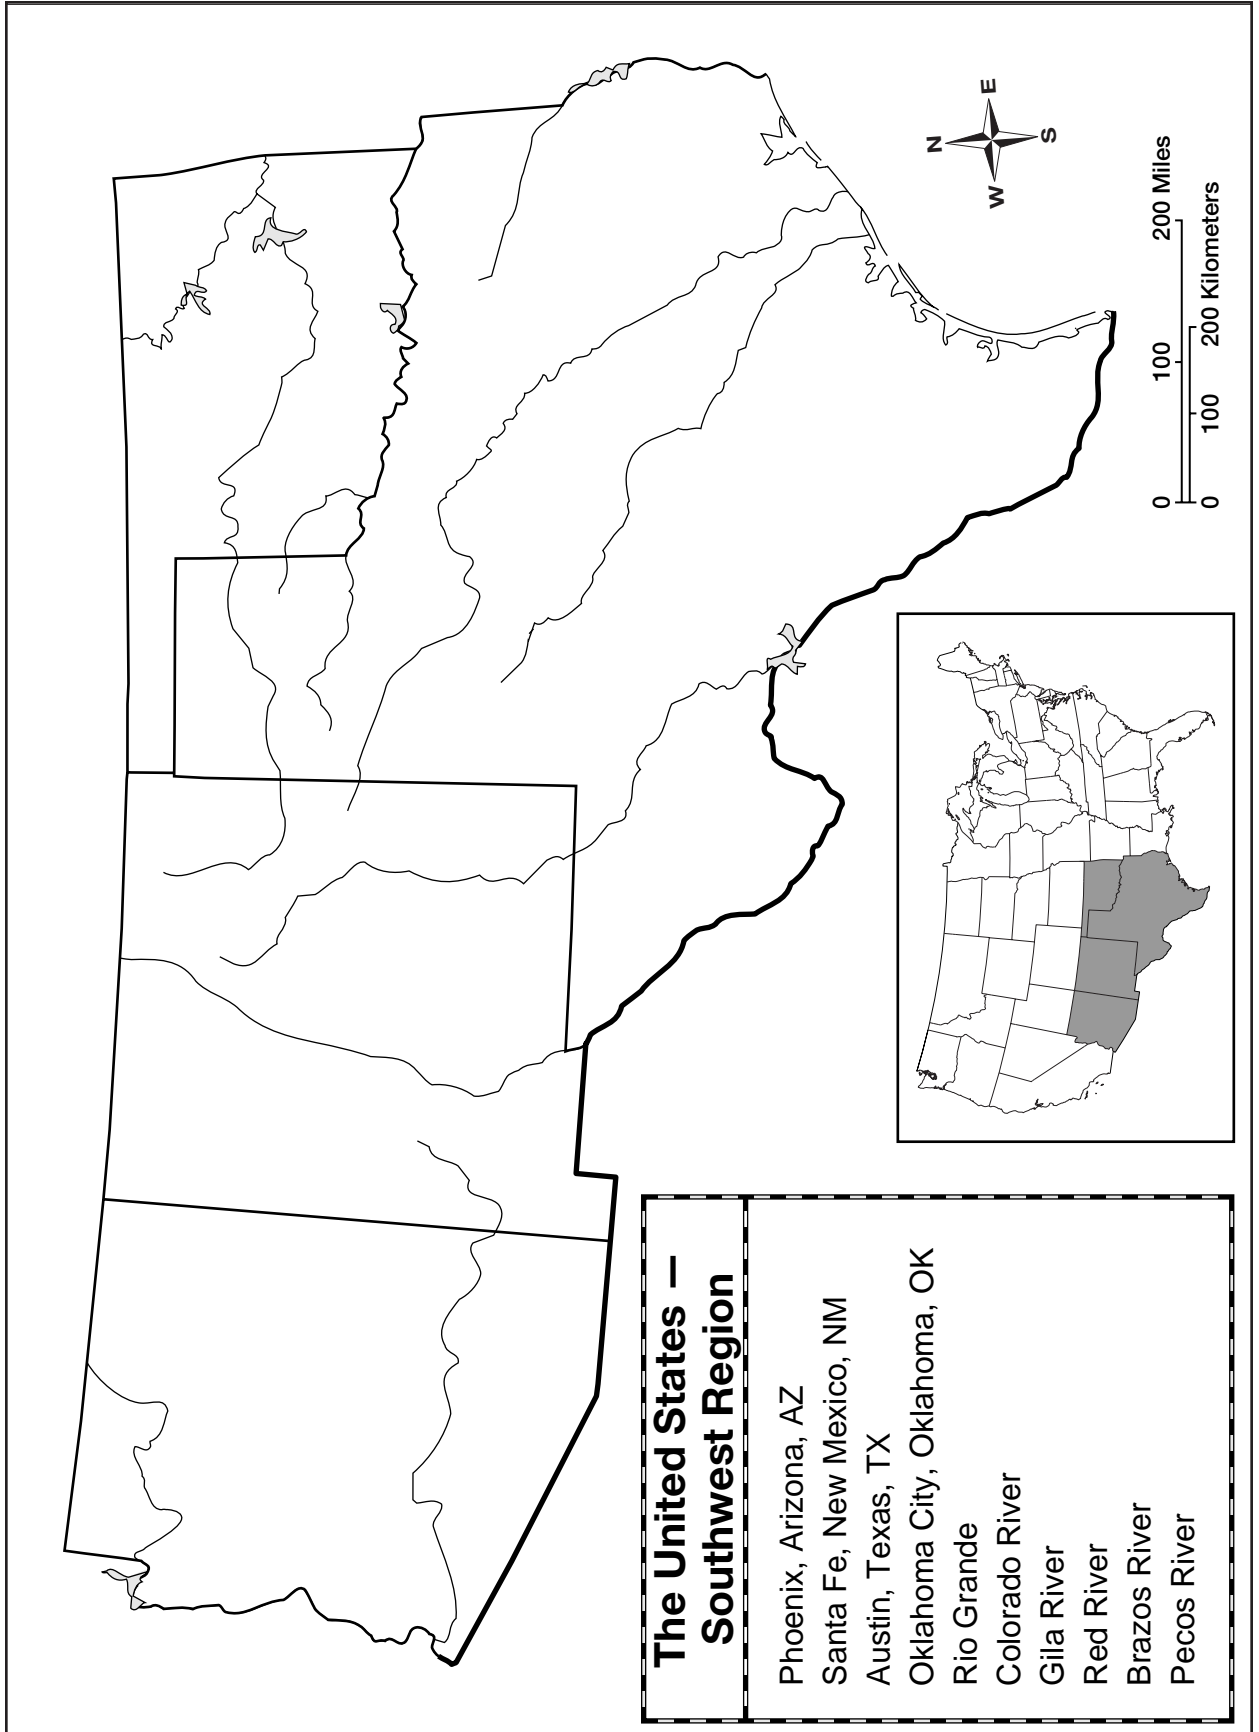 The United States —
Southwest Region
Phoenix, Arizona, AZ
Santa Fe, New Mexico, NM
Austin, Texas, TX
Oklahoma City, Oklahoma, OK
Rio Grande
Colorado River
Gila River
Red River
Brazos River
Pecos River
0 100 200 Miles
0 100 200 Kilometers
N
W E
S